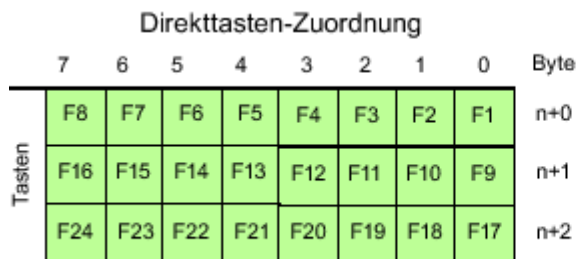 Direkttasten-Zuordnung
7 6 5 4 3 2 1 0 Byte
Tasten
F8 F7 F6 F5 F4 F3 F2 F1 n+0
F16 F15 F14 F13 F12 F11 F10 F9 n+1
F24 F23 F22 F21 F20 F19 F18 F17 n+2